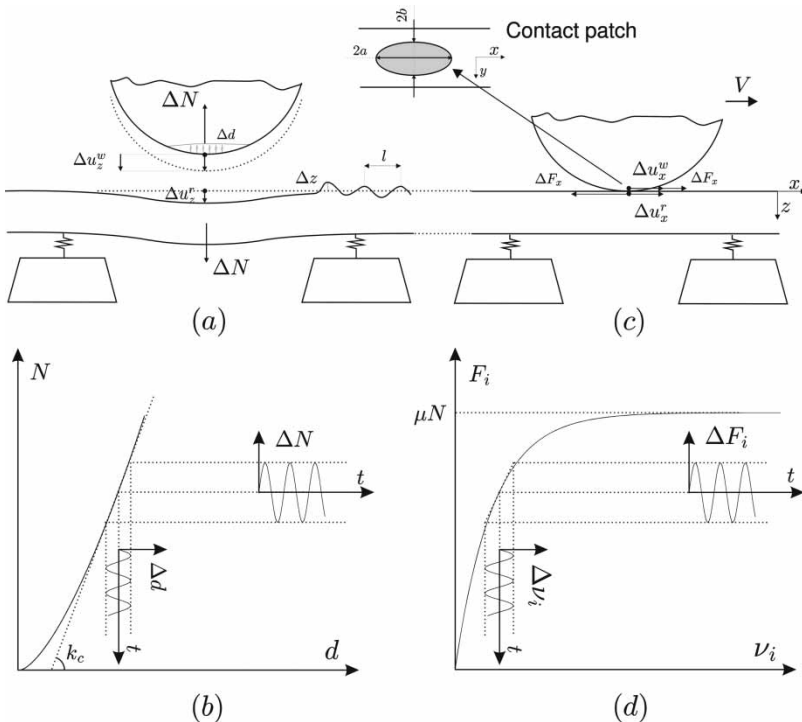 2b
Contact patch
2a
x
y
V
ΔN
Δd
Δu_z^w
l
Δz
Δu_z^r
Δu_x^w
ΔF_x
ΔF_x
Δu_x^r
x
z
ΔN
(a)
(c)
N
F_i
μN
ΔN
t
ΔF_i
t
Δd
t
Δν_i
t
k_c
d
ν_i
(b)
(d)